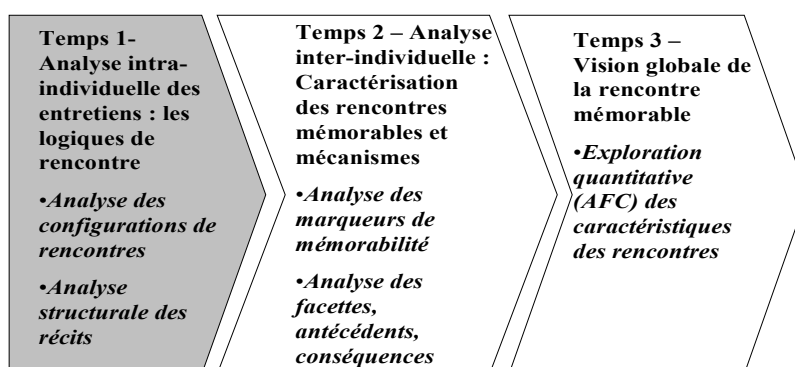 Temps 1-
Analyse intra-
individuelle des
entretiens : les
logiques de
rencontre
•Analyse des
configurations de
rencontres
•Analyse
structurale des
récits
Temps 2 – Analyse
inter-individuelle :
Caractérisation
des rencontres
mémorables et
mécanismes
•Analyse des
marqueurs de
mémorabilité
•Analyse des
facettes,
antécédents,
conséquences
Temps 3 –
Vision globale de
la rencontre
mémorable
•Exploration
quantitative
(AFC) des
caractéristiques
des rencontres